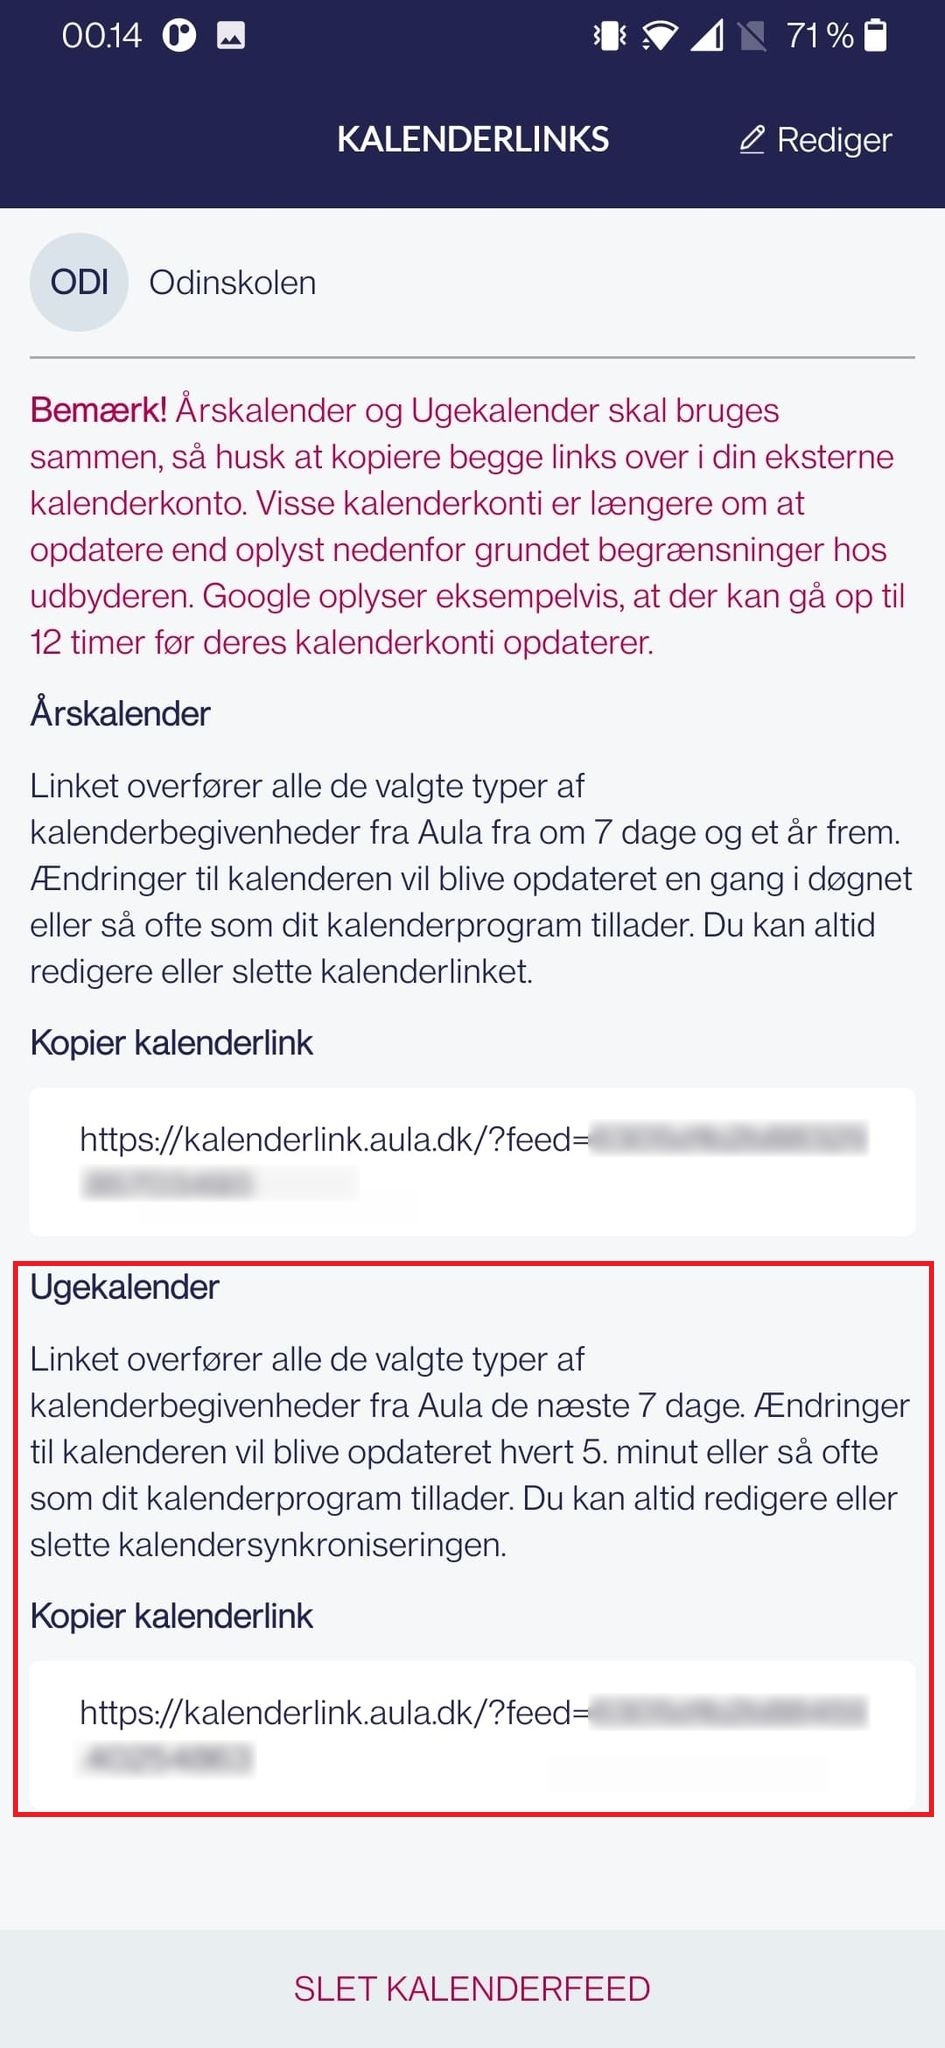 00.14
71 %
KALENDERLINKS
Rediger
ODI
Odinskolen
Bemærk! Årskalender og Ugekalender skal bruges
sammen, så husk at kopiere begge links over i din eksterne
kalenderkonto. Visse kalenderkonti er længere om at
opdatere end oplyst nedenfor grundet begrænsninger hos
udbyderen. Google oplyser eksempelvis, at der kan gå op til
12 timer før deres kalenderkonti opdaterer.
Årskalender
Linket overfører alle de valgte typer af
kalenderbegivenheder fra Aula fra om 7 dage og et år frem.
Ændringer til kalenderen vil blive opdateret en gang i døgnet
eller så ofte som dit kalenderprogram tillader. Du kan altid
redigere eller slette kalenderlinket.
Kopier kalenderlink
https://kalenderlink.aula.dk/?feed=
Ugekalender
Linket overfører alle de valgte typer af
kalenderbegivenheder fra Aula de næste 7 dage. Ændringer
til kalenderen vil blive opdateret hvert 5. minut eller så ofte
som dit kalenderprogram tillader. Du kan altid redigere eller
slette kalendersynkroniseringen.
Kopier kalenderlink
https://kalenderlink.aula.dk/?feed=
SLET KALENDERFEED